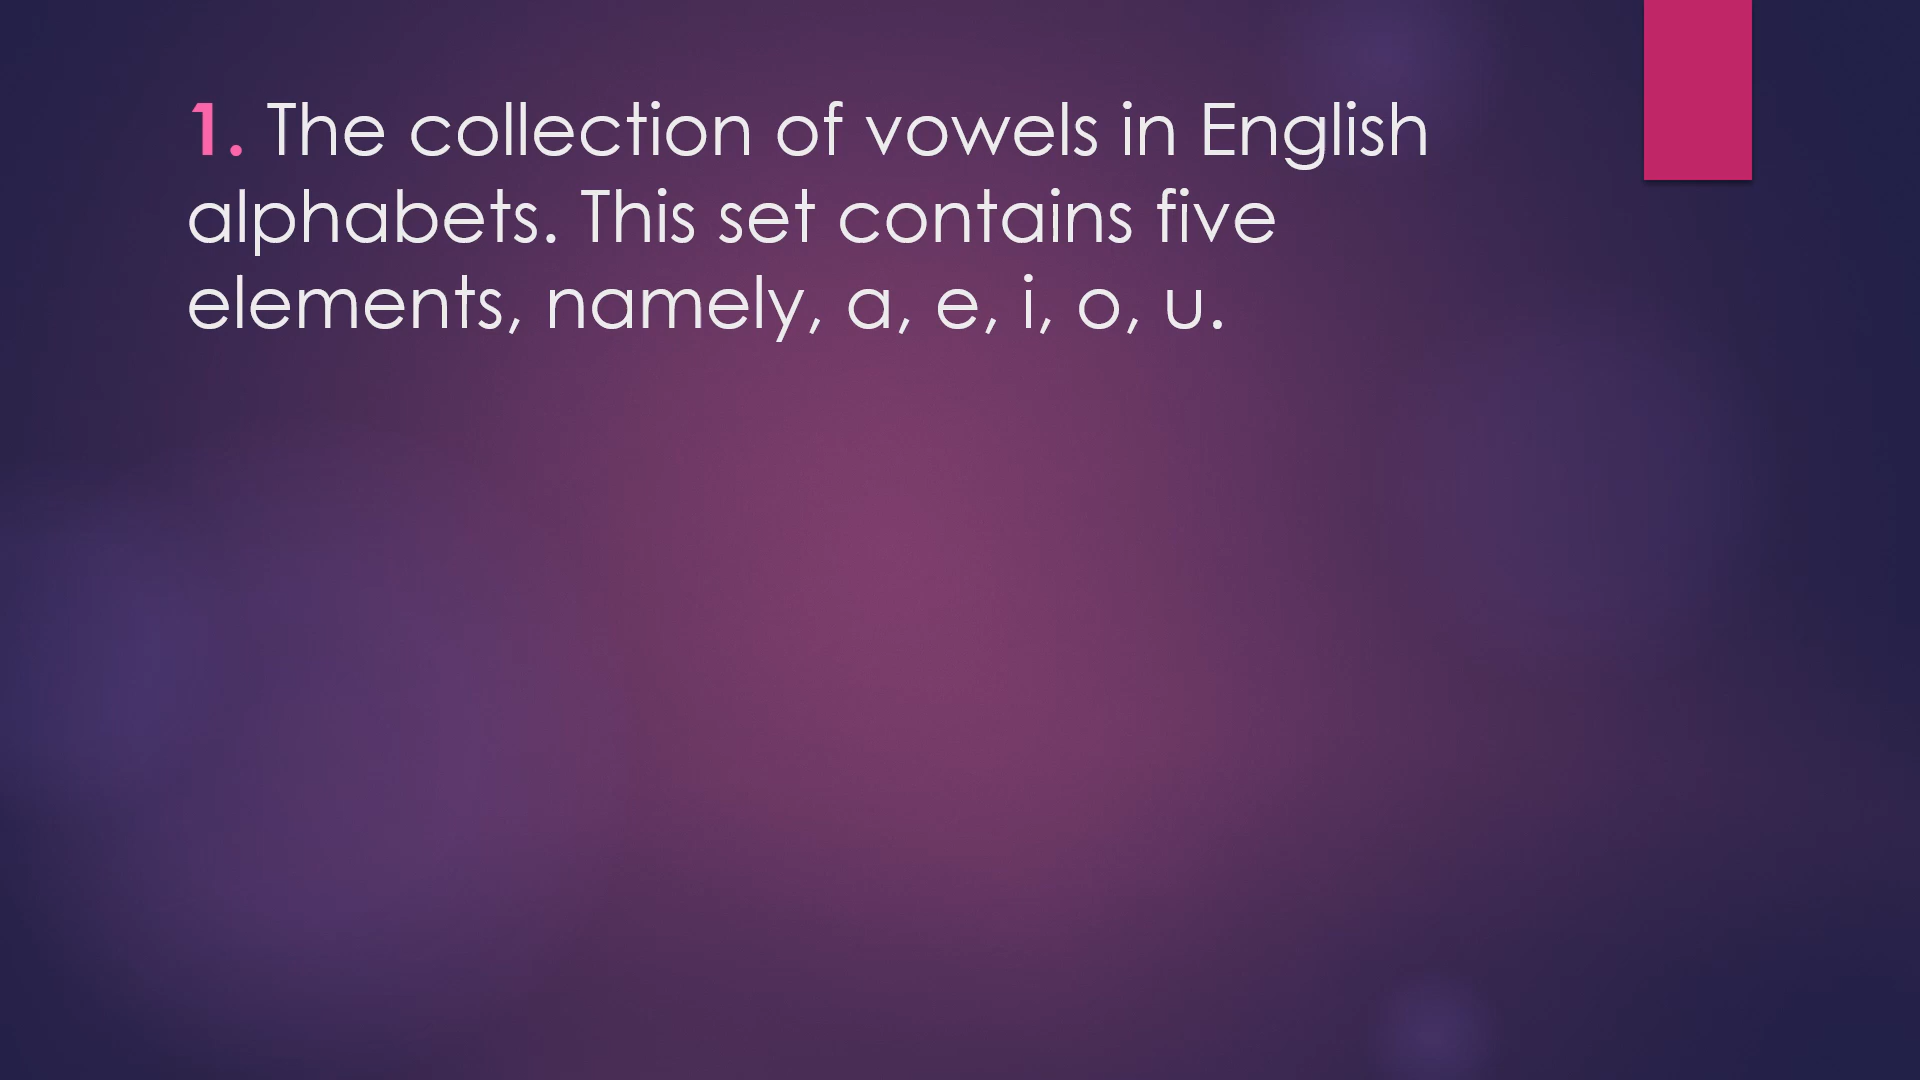 1. The collection of vowels in English
alphabets. This set contains five
elements, namely, a, e, i, o, u.